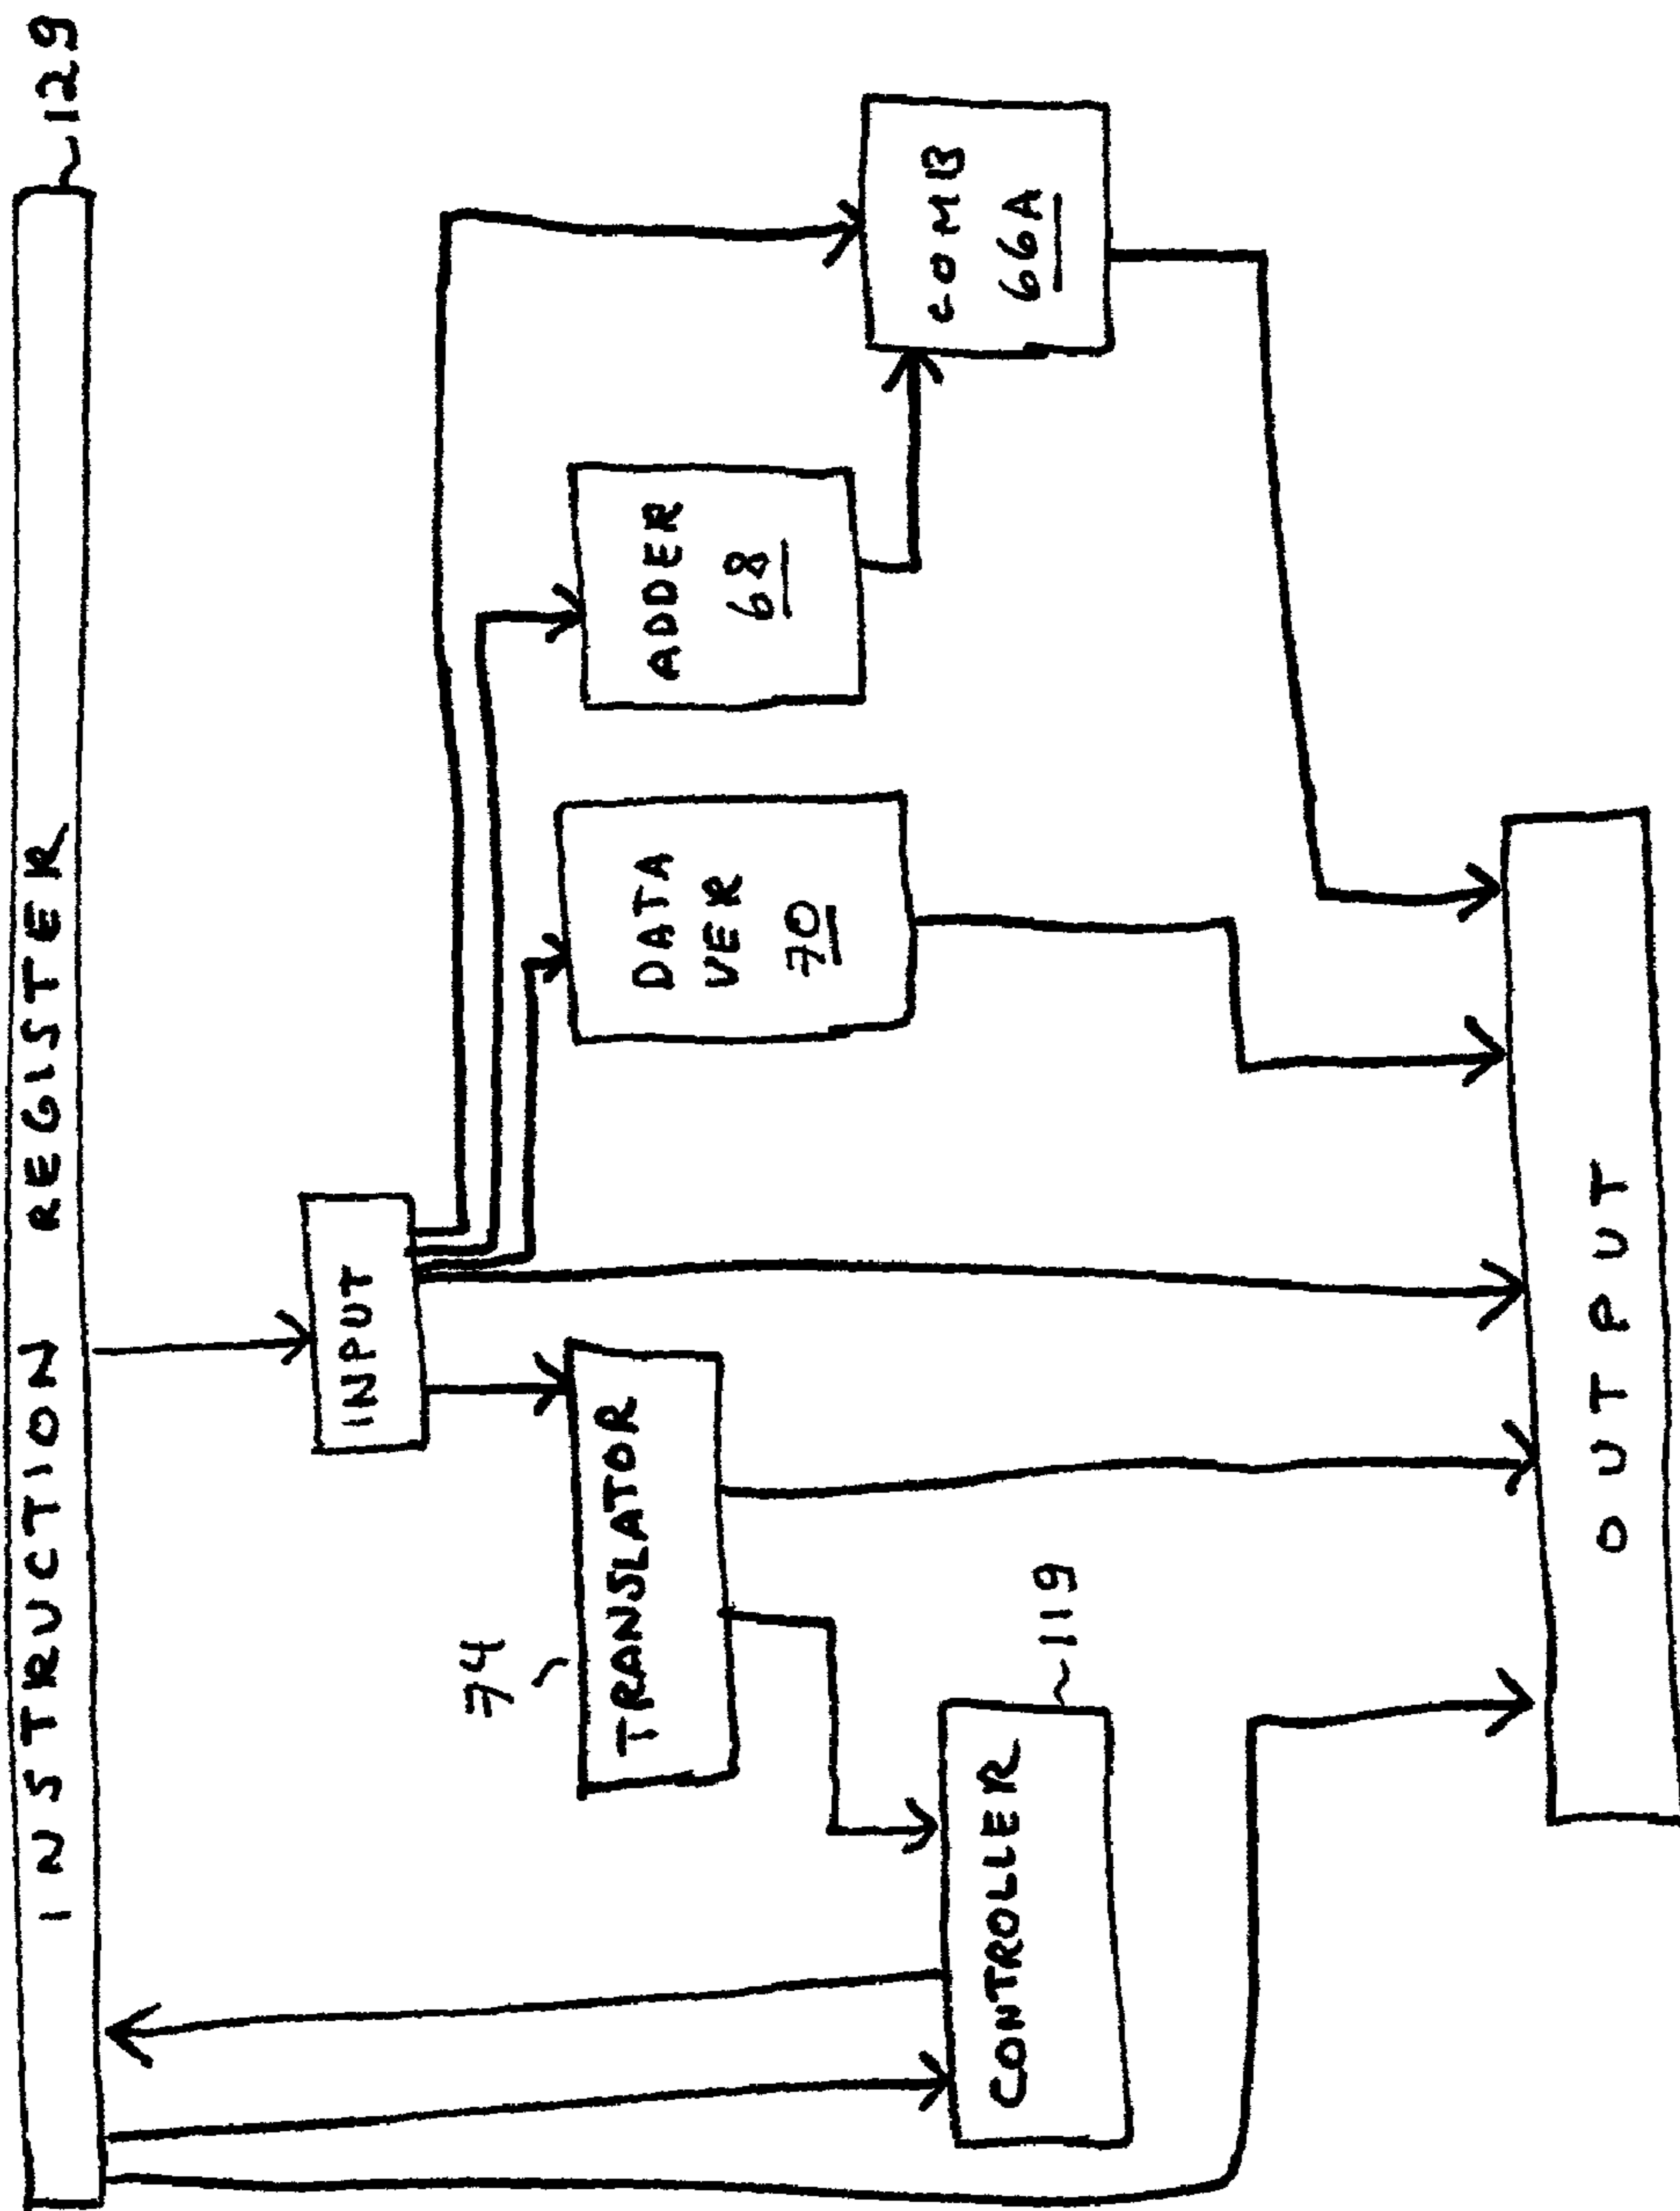 INSTRUCTION REGISTER
129
INPUT
74
TRANSLATOR
DATA
VER
70
ADDER
68
COMB
66A
CONTROLLER
119
OUTPUT